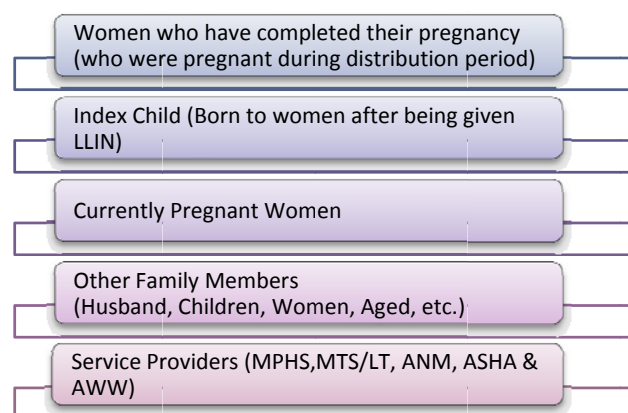 Women who have completed their pregnancy
(who were pregnant during distribution period)
Index Child (Born to women after being given
LLIN)
Currently Pregnant Women
Other Family Members
(Husband, Children, Women, Aged, etc.)
Service Providers (MPHS,MTS/LT, ANM, ASHA &
AWW)